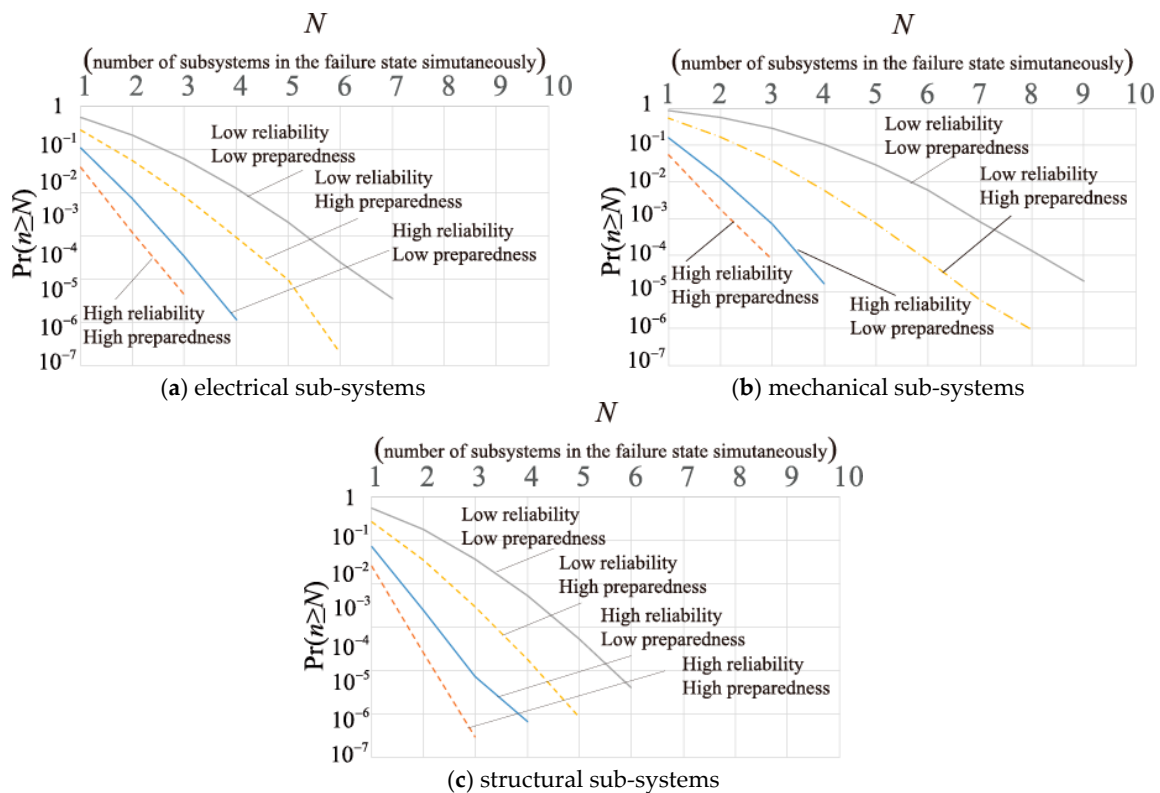 N
(number of subsystems in the failure state simutaneously)
1 2 3 4 5 6 7 8 9 10
1
10⁻¹
10⁻²
10⁻³
10⁻⁴
10⁻⁵
10⁻⁶
10⁻⁷
Pr(n≥N)
Low reliability
Low preparedness
Low reliability
High preparedness
High reliability
Low preparedness
High reliability
High preparedness
(a) electrical sub-systems
N
(number of subsystems in the failure state simutaneously)
1 2 3 4 5 6 7 8 9 10
1
10⁻¹
10⁻²
10⁻³
10⁻⁴
10⁻⁵
10⁻⁶
10⁻⁷
Pr(n≥N)
Low reliability
Low preparedness
Low reliability
High preparedness
High reliability
High preparedness
High reliability
Low preparedness
(b) mechanical sub-systems
N
(number of subsystems in the failure state simutaneously)
1 2 3 4 5 6 7 8 9 10
1
10⁻¹
10⁻²
10⁻³
10⁻⁴
10⁻⁵
10⁻⁶
10⁻⁷
Pr(n≥N)
Low reliability
Low preparedness
Low reliability
High preparedness
High reliability
Low preparedness
High reliability
High preparedness
(c) structural sub-systems